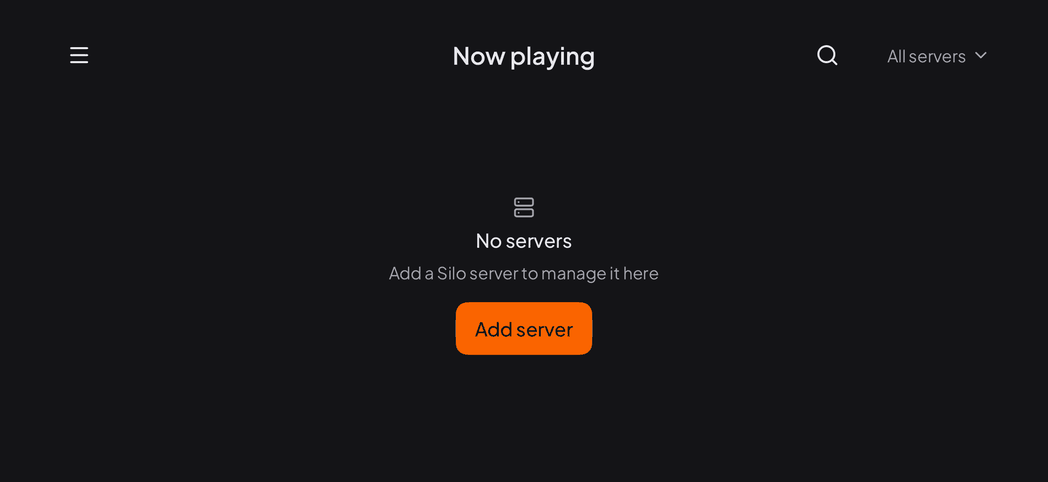 Now playing
All servers
No servers
Add a Silo server to manage it here
Add server